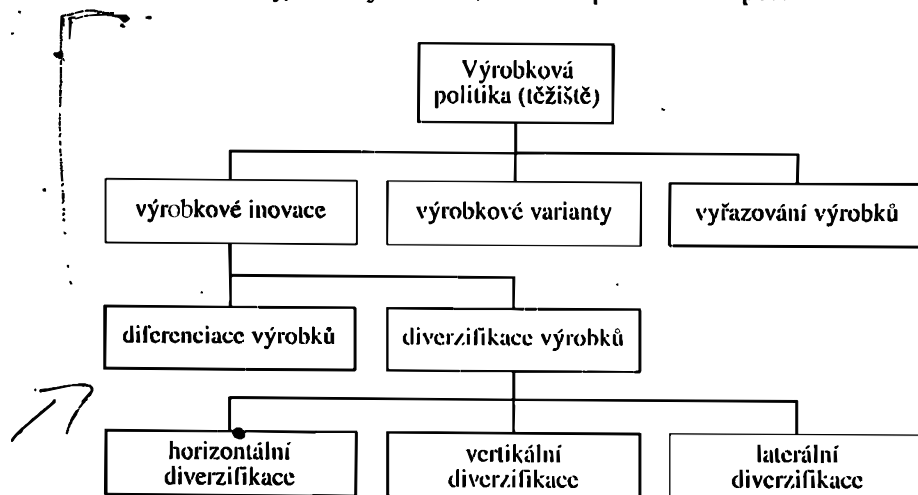 Výrobková
politika (těžiště)
výrobkové inovace
výrobkové varianty
vyřazování výrobků
diferenciace výrobků
diverzifikace výrobků
horizontální
diverzifikace
vertikální
diverzifikace
laterální
diverzifikace